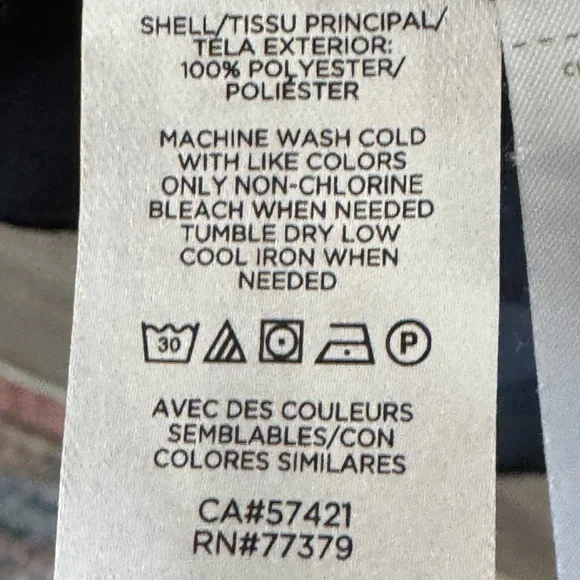 SHELL/TISSU PRINCIPAL/
TELA EXTERIOR:
100% POLYESTER/
POLIÉSTER
MACHINE WASH COLD
WITH LIKE COLORS
ONLY NON-CHLORINE
BLEACH WHEN NEEDED
TUMBLE DRY LOW
COOL IRON WHEN
NEEDED
30 P
AVEC DES COULEURS
SEMBLABLES/CON
COLORES SIMILARES
CA#57421
RN#77379